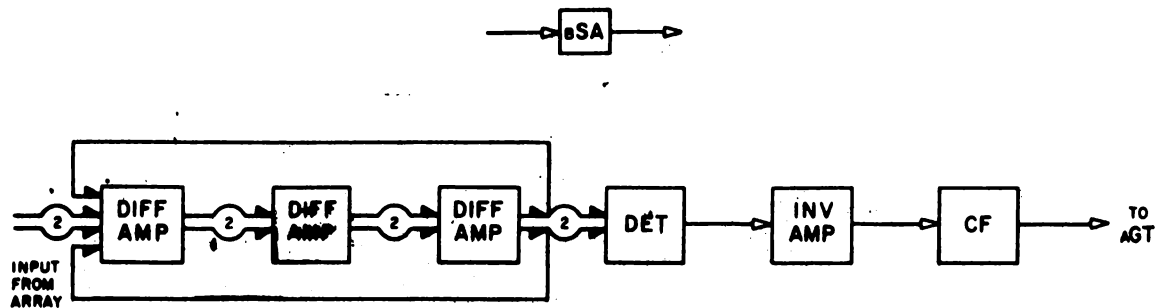 BSA
DIFF
AMP
DIFF
AMP
DIFF
AMP
DET
INV
AMP
CF
TO
AGT
2
2
2
2
INPUT
FROM
ARRAY